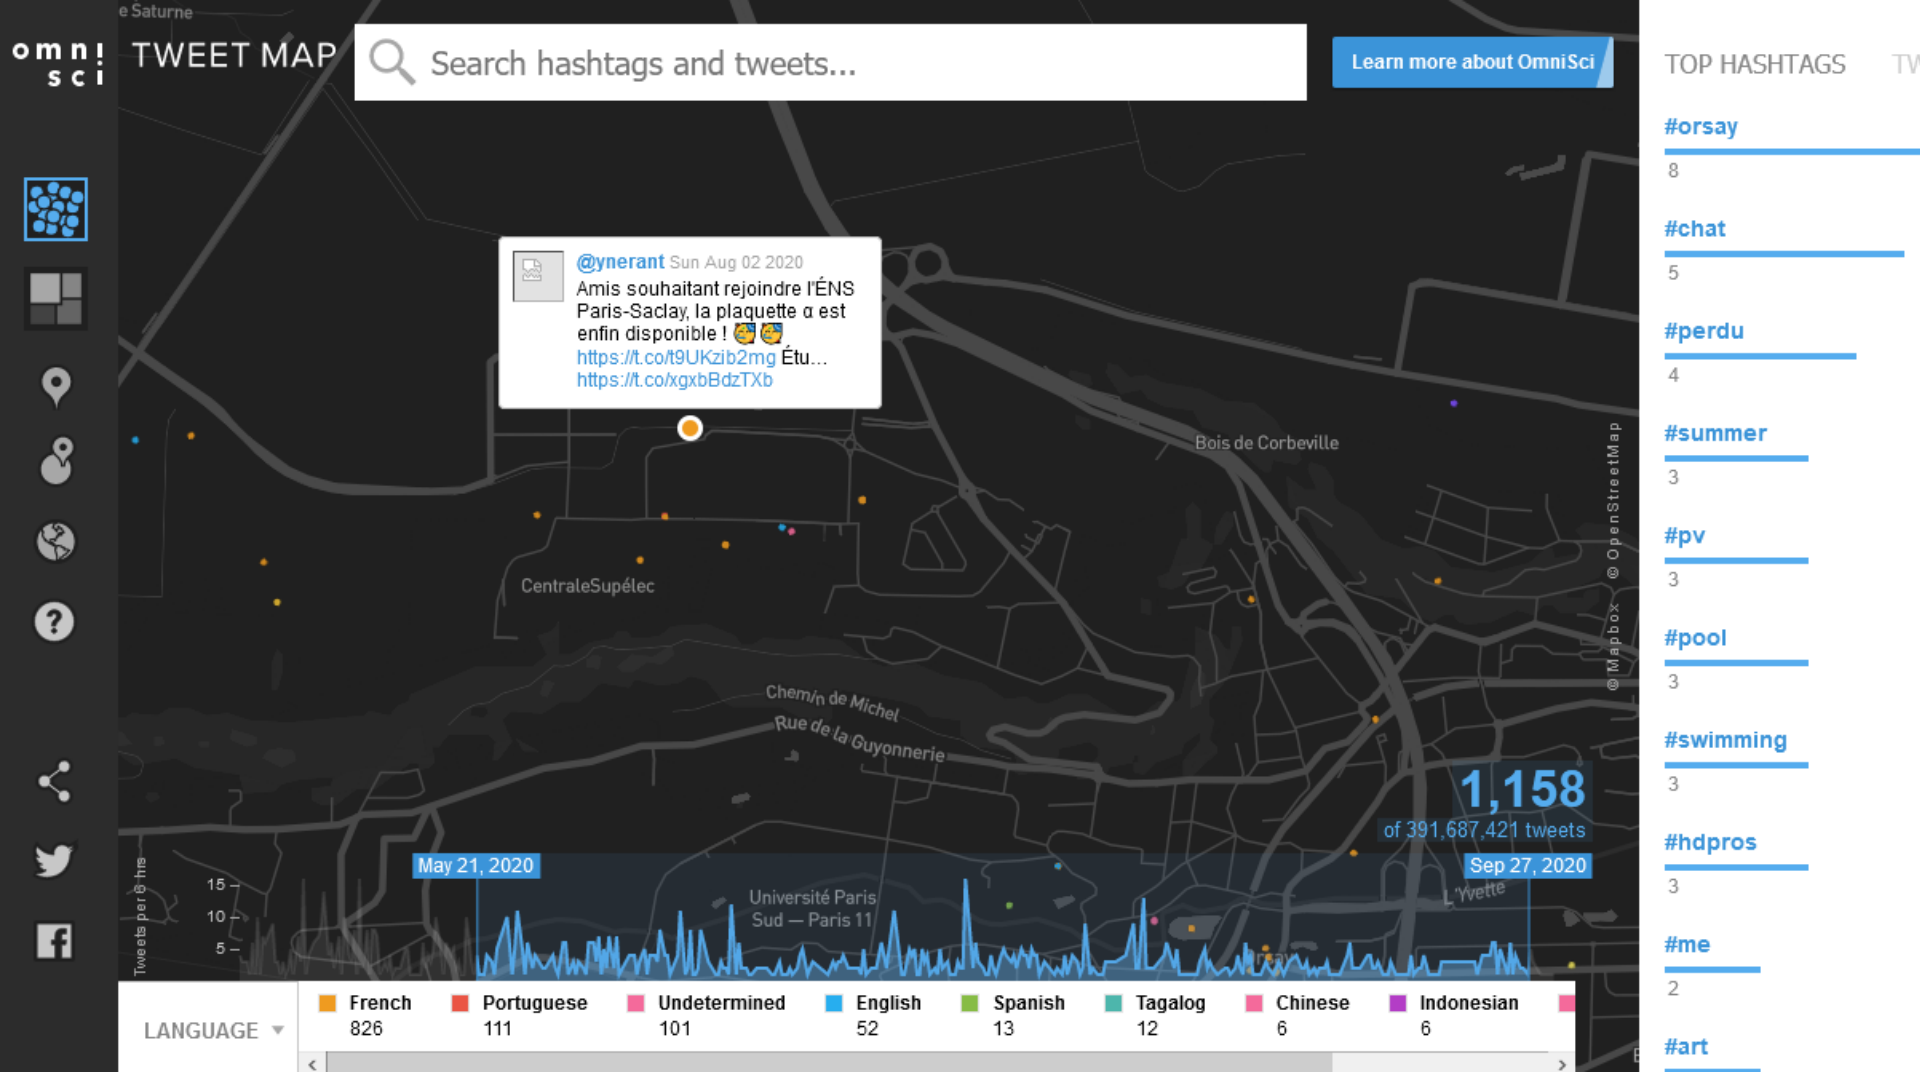 e Saturne
omni
sci
TWEET MAP
Search hashtags and tweets...
Learn more about OmniSci
TOP HASHTAGS
TW
#orsay
8
#chat
5
#perdu
4
#summer
3
#pv
3
#pool
3
#swimming
3
#hdpros
3
#me
2
#art
@ynerant Sun Aug 02 2020
Amis souhaitant rejoindre l'ÉNS
Paris-Saclay, la plaquette α est
enfin disponible ! 🥳🥳
https://t.co/t9UKzib2mg Étu…
https://t.co/xgxbBdzTXb
Bois de Corbeville
CentraleSupélec
Chemin de Michel
Rue de la Guyonnerie
© Mapbox © OpenStreetMap
1,158
of 391,687,421 tweets
May 21, 2020
Sep 27, 2020
Université Paris
Sud — Paris 11
L'Yvette
Orsay
Tweets per 6 hrs
15
10
5
LANGUAGE
French
826
Portuguese
111
Undetermined
101
English
52
Spanish
13
Tagalog
12
Chinese
6
Indonesian
6